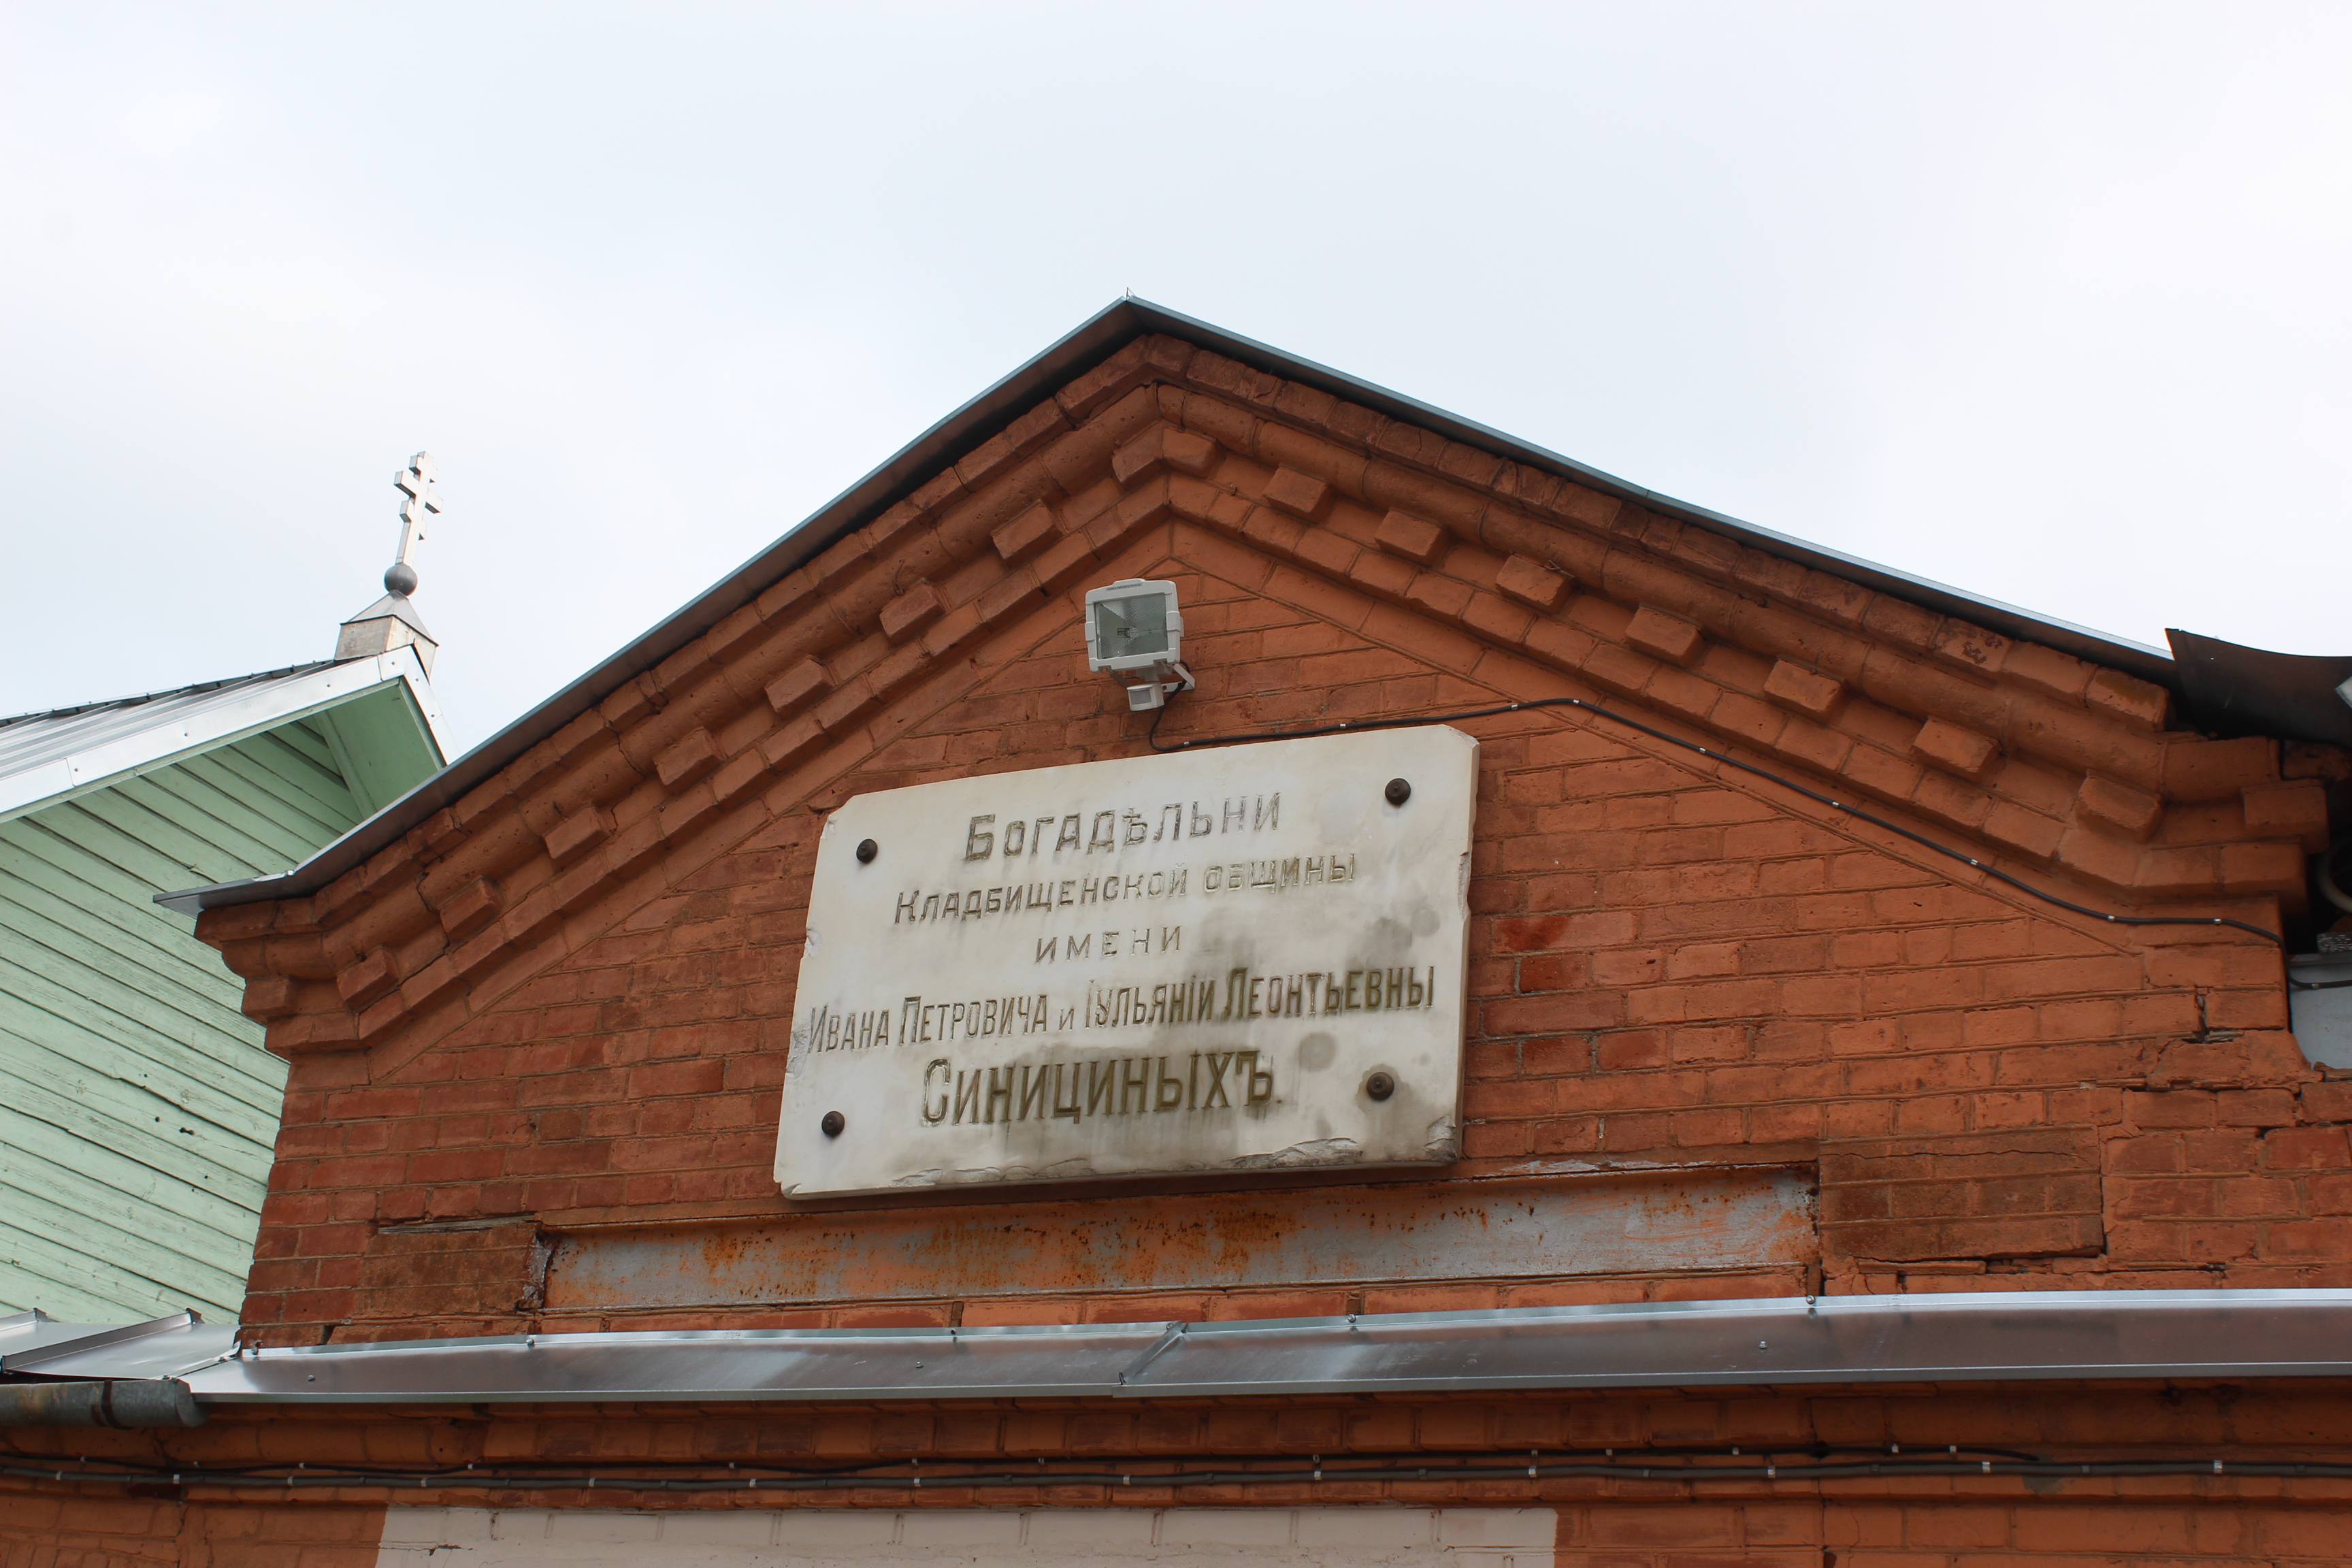 Богадѣльни
Кладбищенской общины
имени
Ивана Петровича и Іульяніи Леонтьевны
Синициныхъ.